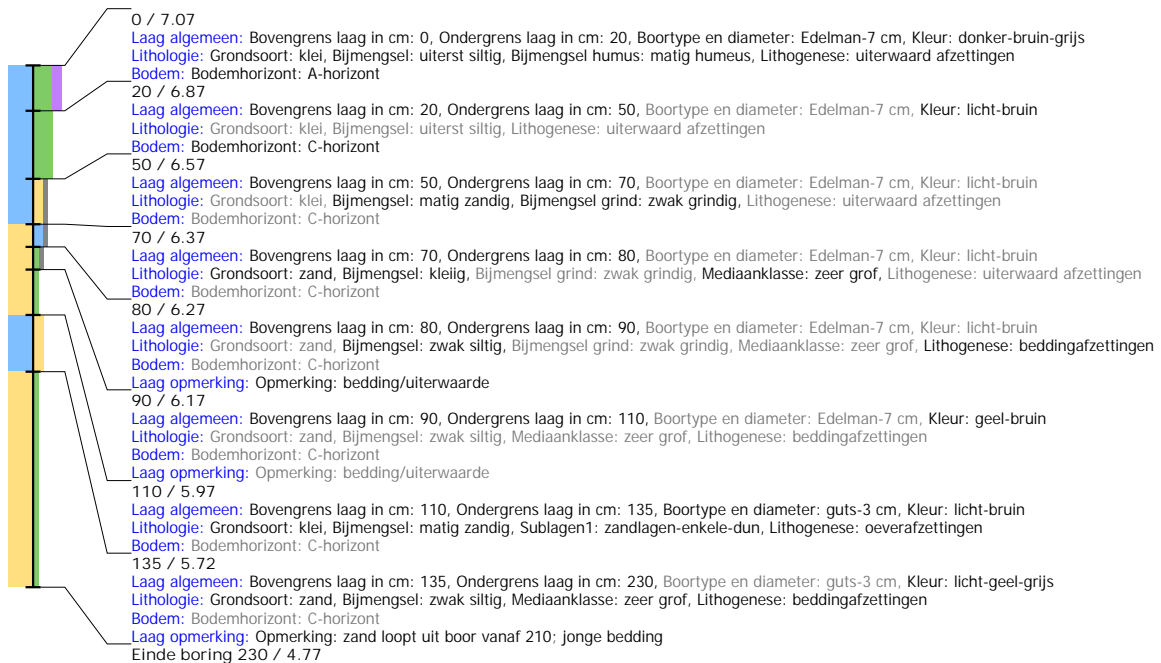 0 / 7.07
Laag algemeen: Bovengrens laag in cm: 0, Ondergrens laag in cm: 20, Boortype en diameter: Edelman-7 cm, Kleur: donker-bruin-grijs
Lithologie: Grondsoort: klei, Bijmengsel: uiterst siltig, Bijmengsel humus: matig humeus, Lithogenese: uiterwaard afzettingen
Bodem: Bodemhorizont: A-horizont
20 / 6.87
Laag algemeen: Bovengrens laag in cm: 20, Ondergrens laag in cm: 50, Boortype en diameter: Edelman-7 cm, Kleur: licht-bruin
Lithologie: Grondsoort: klei, Bijmengsel: uiterst siltig, Lithogenese: uiterwaard afzettingen
Bodem: Bodemhorizont: C-horizont
50 / 6.57
Laag algemeen: Bovengrens laag in cm: 50, Ondergrens laag in cm: 70, Boortype en diameter: Edelman-7 cm, Kleur: licht-bruin
Lithologie: Grondsoort: klei, Bijmengsel: matig zandig, Bijmengsel grind: zwak grindig, Lithogenese: uiterwaard afzettingen
Bodem: Bodemhorizont: C-horizont
70 / 6.37
Laag algemeen: Bovengrens laag in cm: 70, Ondergrens laag in cm: 80, Boortype en diameter: Edelman-7 cm, Kleur: licht-bruin
Lithologie: Grondsoort: zand, Bijmengsel: kleiig, Bijmengsel grind: zwak grindig, Mediaanklasse: zeer grof, Lithogenese: uiterwaard afzettingen
Bodem: Bodemhorizont: C-horizont
80 / 6.27
Laag algemeen: Bovengrens laag in cm: 80, Ondergrens laag in cm: 90, Boortype en diameter: Edelman-7 cm, Kleur: licht-bruin
Lithologie: Grondsoort: zand, Bijmengsel: zwak siltig, Bijmengsel grind: zwak grindig, Mediaanklasse: zeer grof, Lithogenese: beddingafzettingen
Bodem: Bodemhorizont: C-horizont
Laag opmerking: Opmerking: bedding/uiterwaarde
90 / 6.17
Laag algemeen: Bovengrens laag in cm: 90, Ondergrens laag in cm: 110, Boortype en diameter: Edelman-7 cm, Kleur: geel-bruin
Lithologie: Grondsoort: zand, Bijmengsel: zwak siltig, Mediaanklasse: zeer grof, Lithogenese: beddingafzettingen
Bodem: Bodemhorizont: C-horizont
Laag opmerking: Opmerking: bedding/uiterwaarde
110 / 5.97
Laag algemeen: Bovengrens laag in cm: 110, Ondergrens laag in cm: 135, Boortype en diameter: guts-3 cm, Kleur: licht-bruin
Lithologie: Grondsoort: klei, Bijmengsel: matig zandig, Sublagen1: zandlagen-enkele-dun, Lithogenese: oeverafzettingen
Bodem: Bodemhorizont: C-horizont
135 / 5.72
Laag algemeen: Bovengrens laag in cm: 135, Ondergrens laag in cm: 230, Boortype en diameter: guts-3 cm, Kleur: licht-geel-grijs
Lithologie: Grondsoort: zand, Bijmengsel: zwak siltig, Mediaanklasse: zeer grof, Lithogenese: beddingafzettingen
Bodem: Bodemhorizont: C-horizont
Laag opmerking: Opmerking: zand loopt uit boor vanaf 210; jonge bedding
Einde boring 230 / 4.77